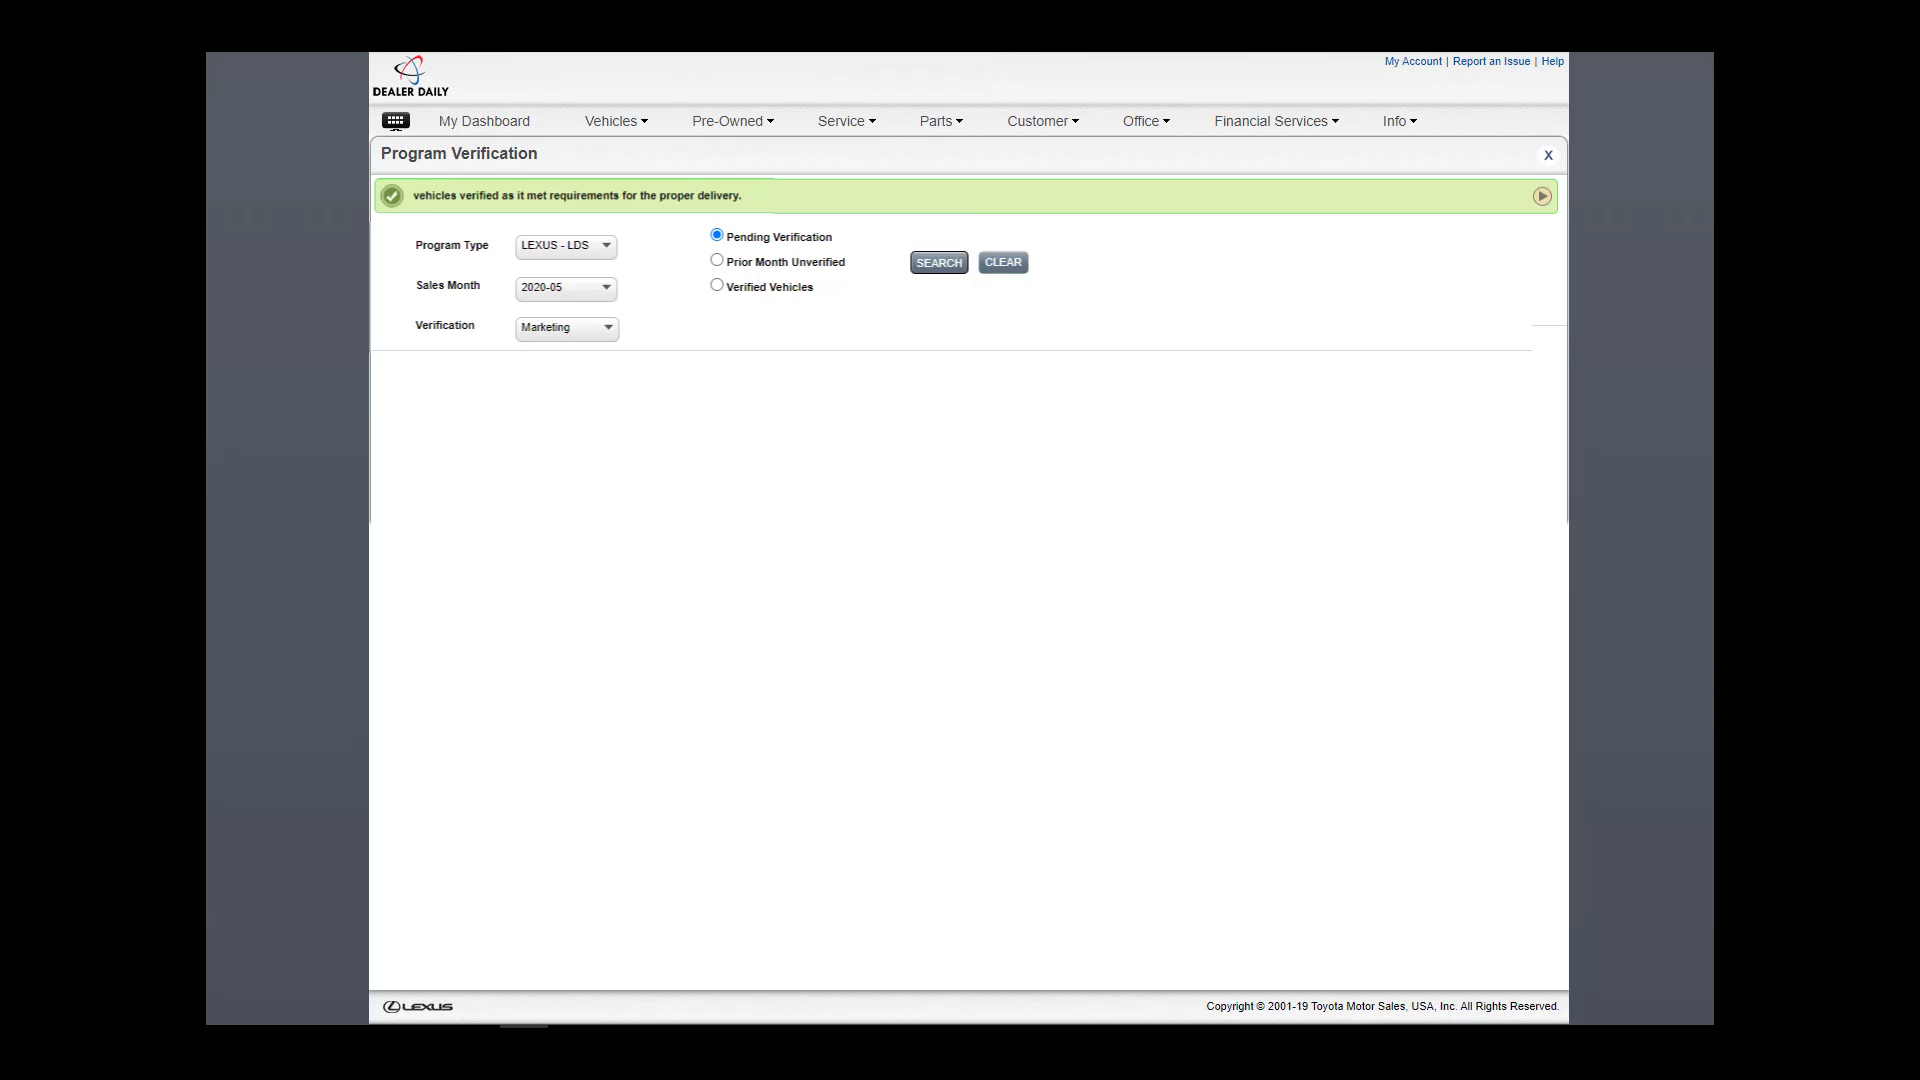 My Account | Report an Issue | Help
DEALER DAILY
My Dashboard Vehicles Pre-Owned Service Parts Customer Office Financial Services Info
Program Verification X
vehicles verified as it met requirements for the proper delivery.
Program Type LEXUS - LDS
Sales Month 2020-05
Verification Marketing
Pending Verification
Prior Month Unverified
Verified Vehicles
SEARCH CLEAR
LEXUS
Copyright © 2001-19 Toyota Motor Sales, USA, Inc. All Rights Reserved.